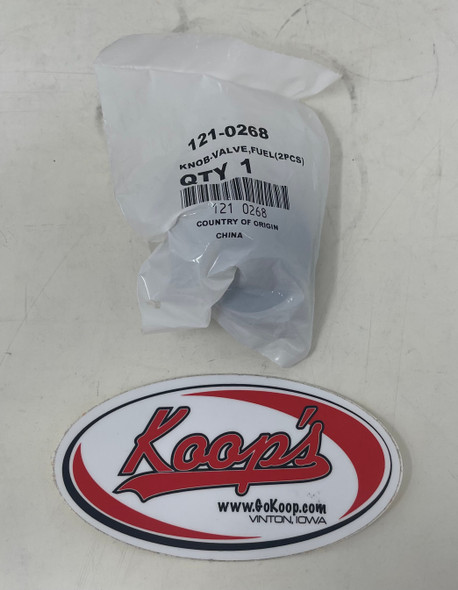 121-0268
KNOB-VALVE,FUEL(2PCS)
QTY 1
121 0268
COUNTRY OF ORIGIN
CHINA
Koop's
www.GoKoop.com
VINTON, IOWA